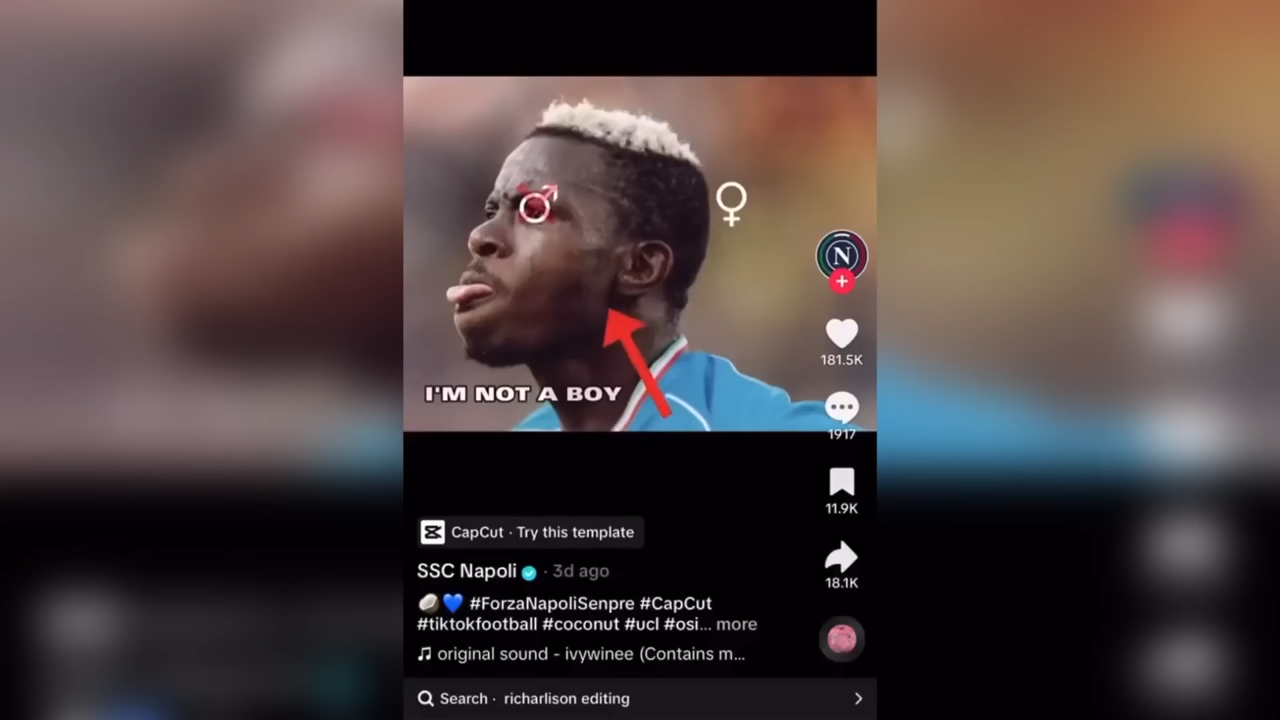 I'M NOT A BOY
N
181.5K
1917
11.9K
18.1K
CapCut · Try this template
SSC Napoli · 3d ago
🥥💙 #ForzaNapoliSenpre #CapCut
#tiktokfootball #coconut #ucl #osi... more
original sound - ivywinee (Contains m...
Search · richarlison editing